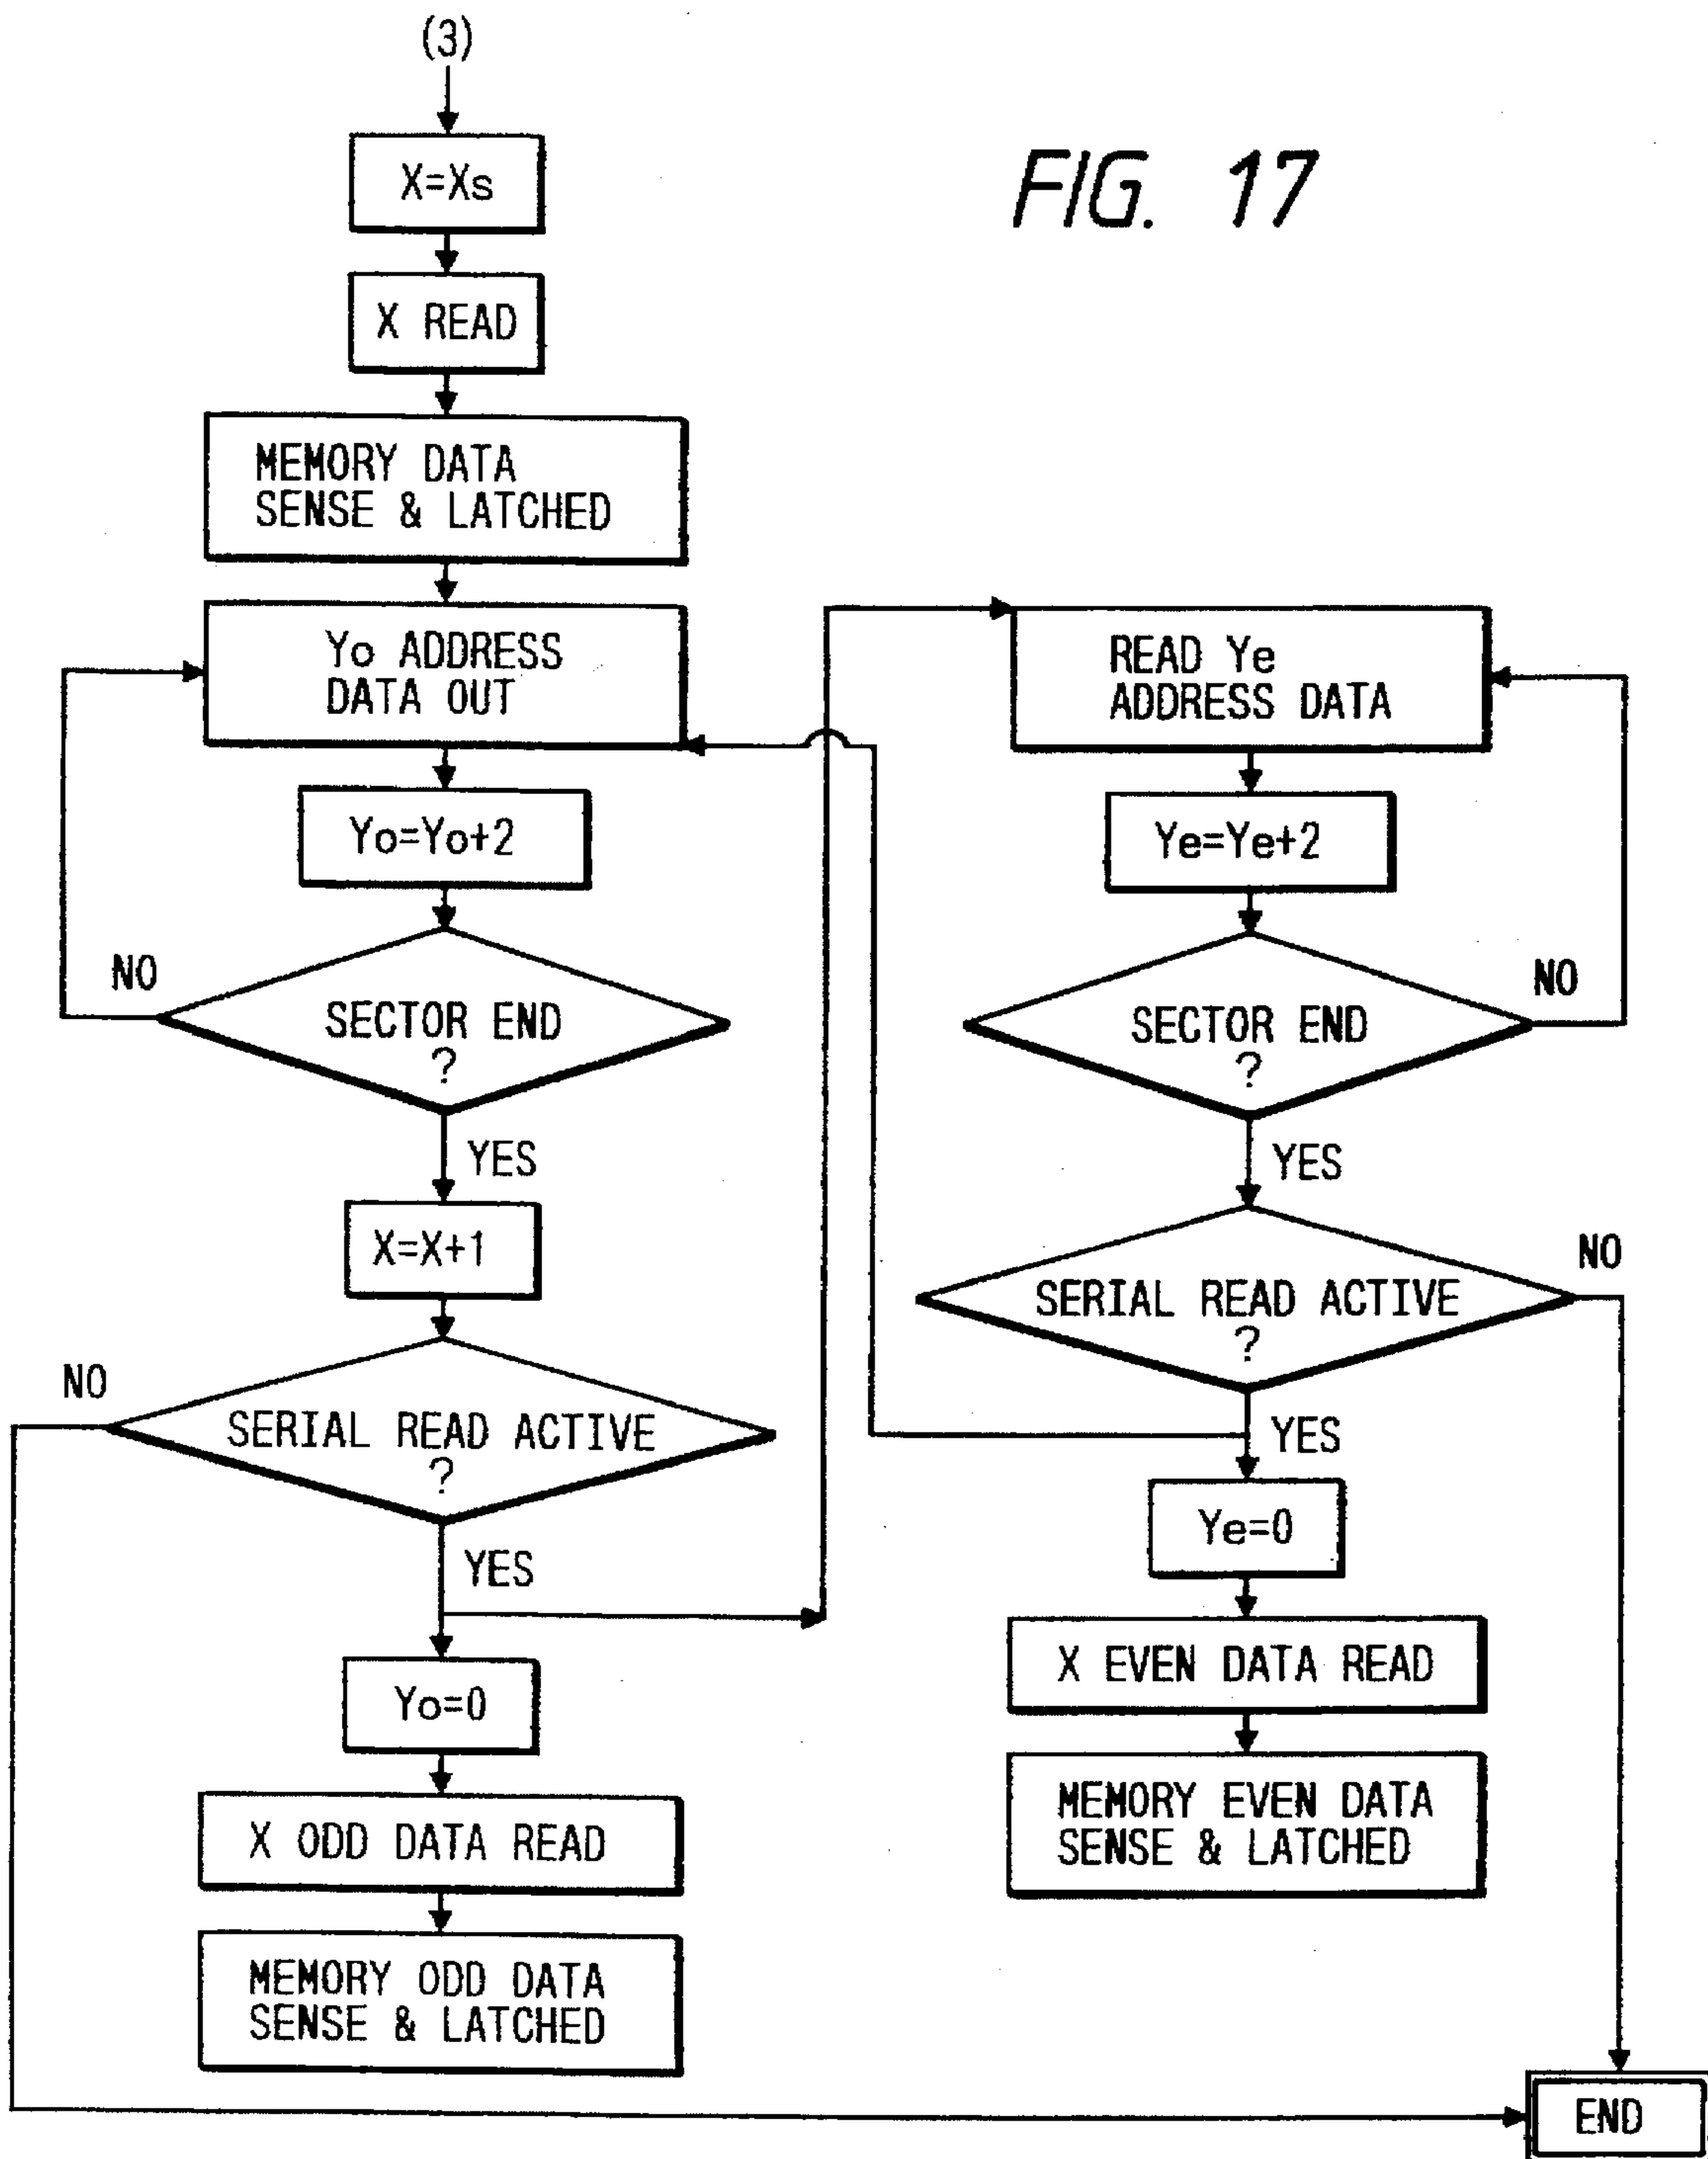 (3)
FIG. 17
X=Xs
X READ
MEMORY DATA
SENSE & LATCHED
Yo ADDRESS
DATA OUT
Yo=Yo+2
NO
SECTOR END
?
YES
X=X+1
NO
SERIAL READ ACTIVE
?
YES
Yo=0
X ODD DATA READ
MEMORY ODD DATA
SENSE & LATCHED
READ Ye
ADDRESS DATA
Ye=Ye+2
NO
SECTOR END
?
YES
NO
SERIAL READ ACTIVE
?
YES
Ye=0
X EVEN DATA READ
MEMORY EVEN DATA
SENSE & LATCHED
END